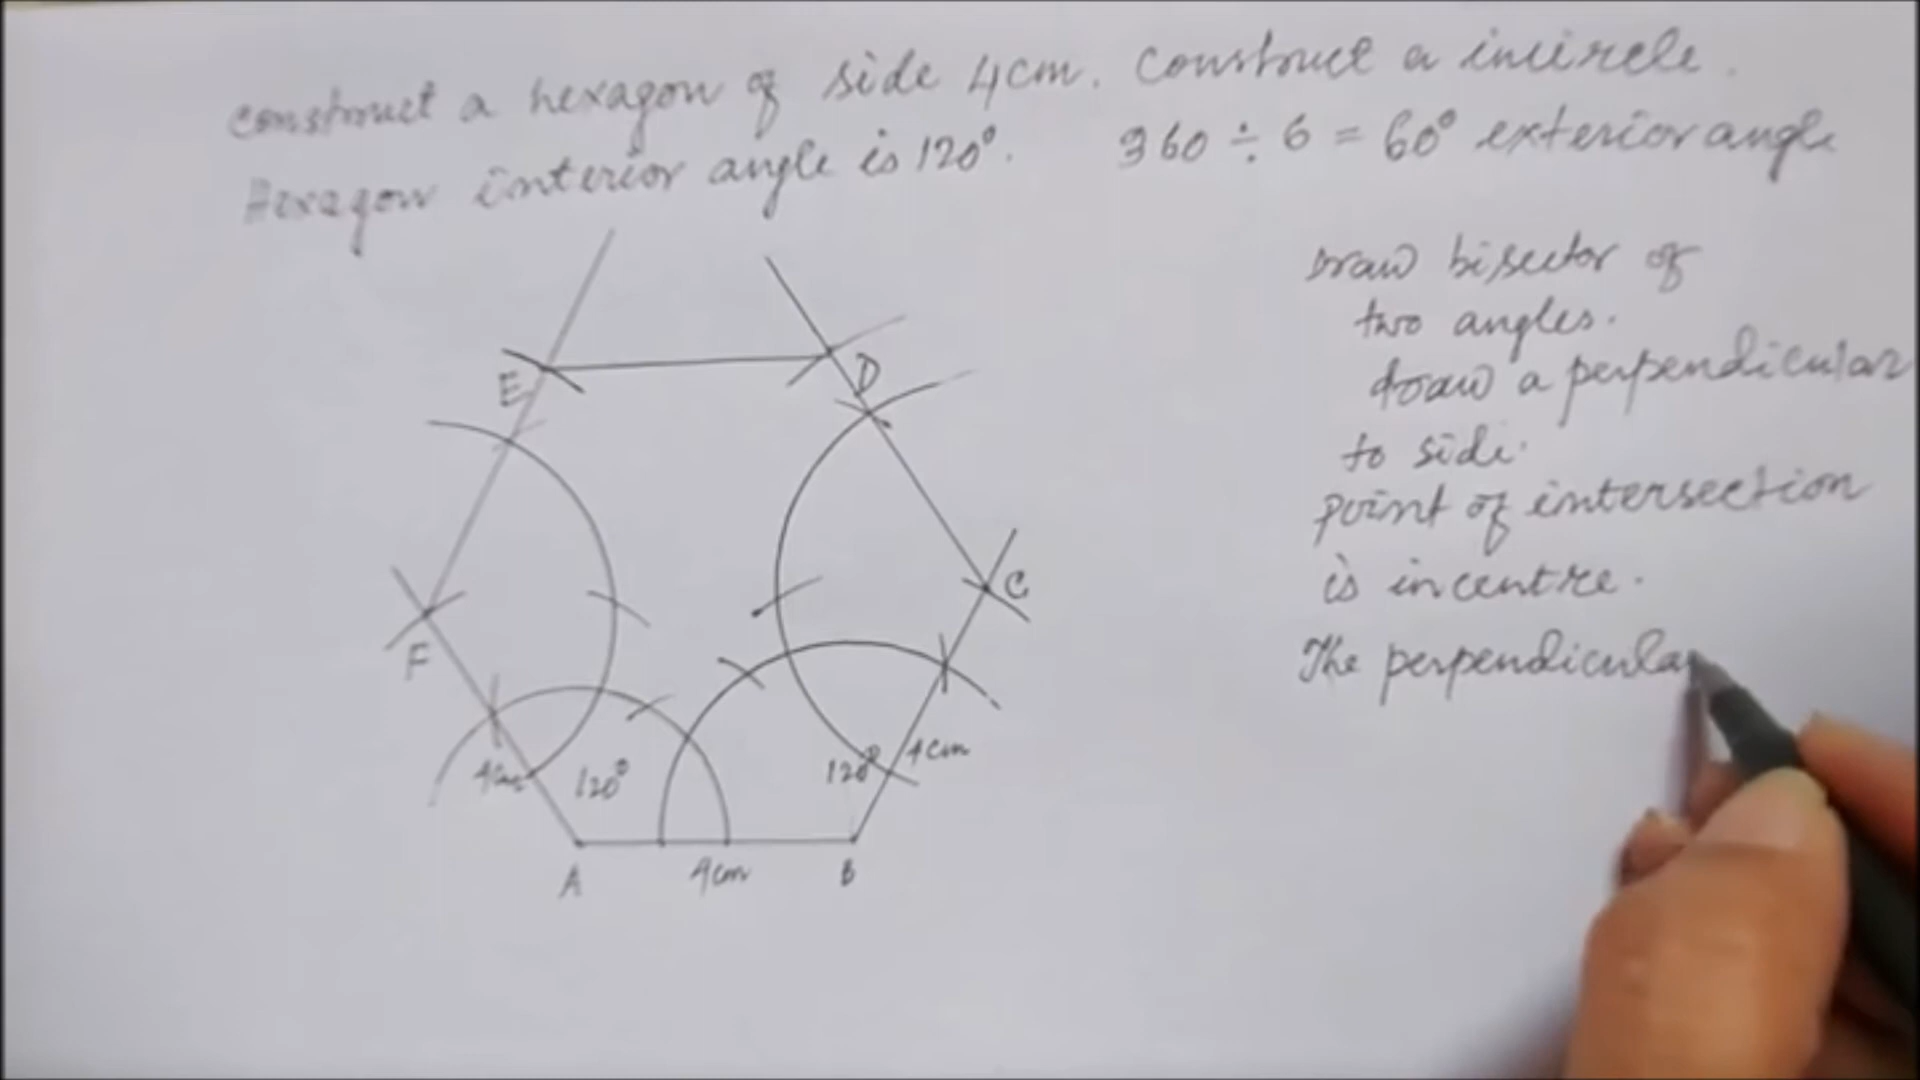 construct a hexagon of side 4cm. Construct a incircle.
Hexagon interior angle is 120°. 360 ÷ 6 = 60° exterior angle
Draw bisector of
two angles.
draw a perpendicular
to side.
point of intersection
is incentre.
The perpendicular
E
D
C
F
4cm
120°
120°
4cm
A
4cm
B